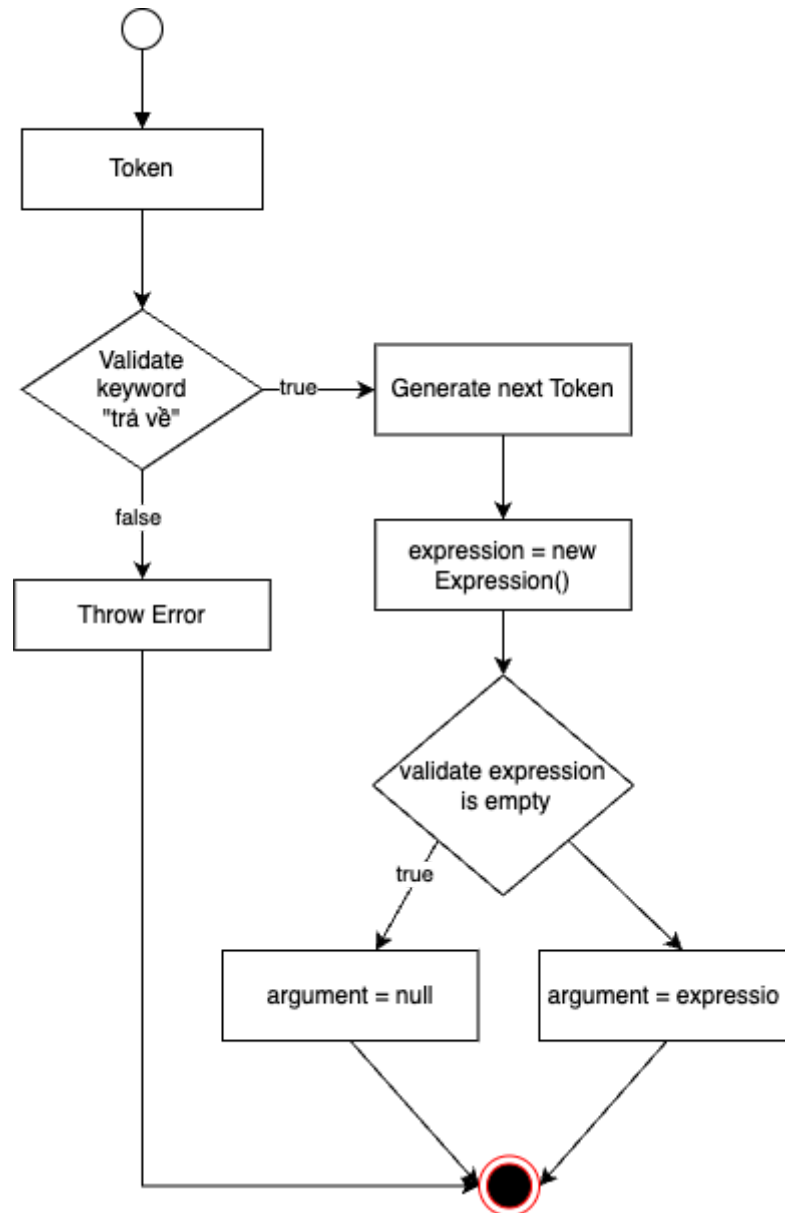 Token
Validate
keyword
"trả về"
true
Generate next Token
false
expression = new
Expression()
Throw Error
validate expression
is empty
true
argument = null
argument = expressio